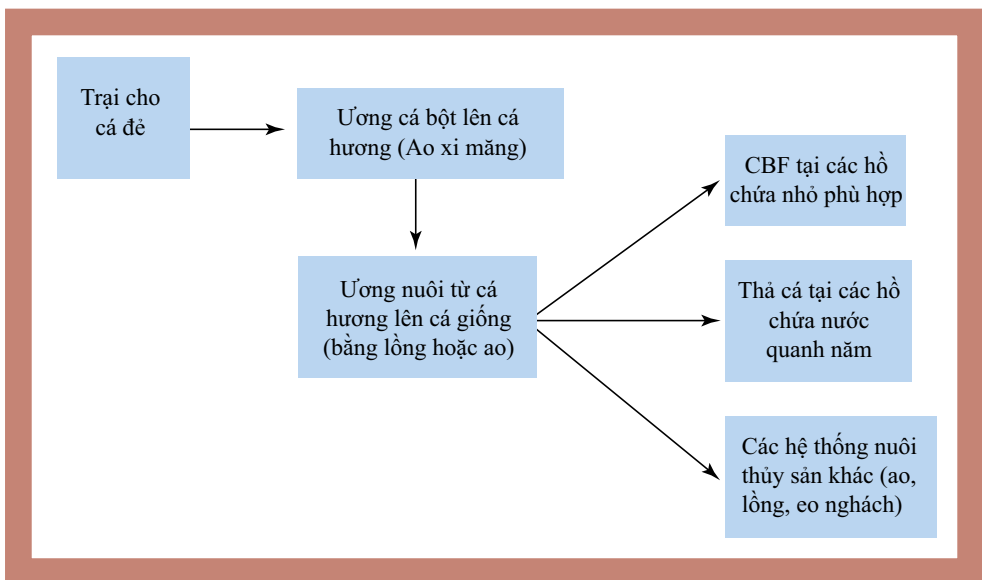 Trại cho
cá đẻ
Ương cá bột lên cá
hương (Ao xi măng)
Ương nuôi từ cá
hương lên cá giống
(bằng lồng hoặc ao)
CBF tại các hồ
chứa nhỏ phù hợp
Thả cá tại các hồ
chứa nước
quanh năm
Các hệ thống nuôi
thủy sản khác (ao,
lồng, eo nghách)